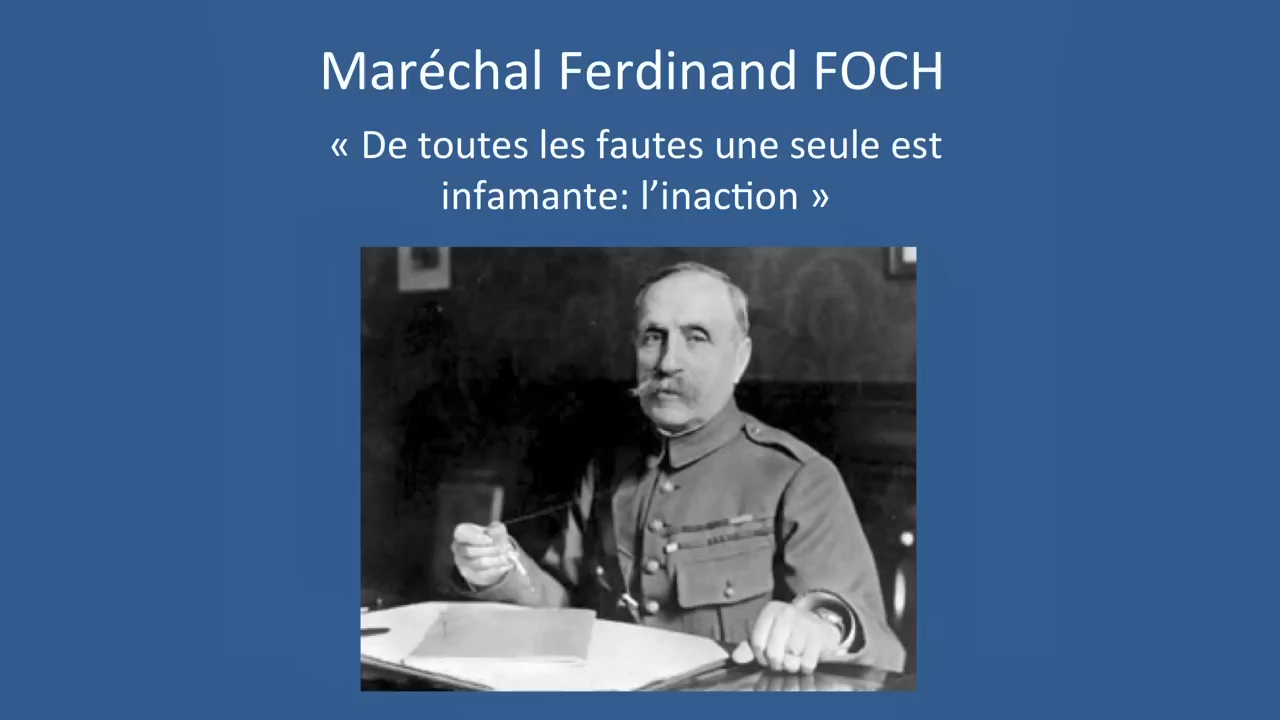 Maréchal Ferdinand FOCH
« De toutes les fautes une seule est
infamante: l’inaction »